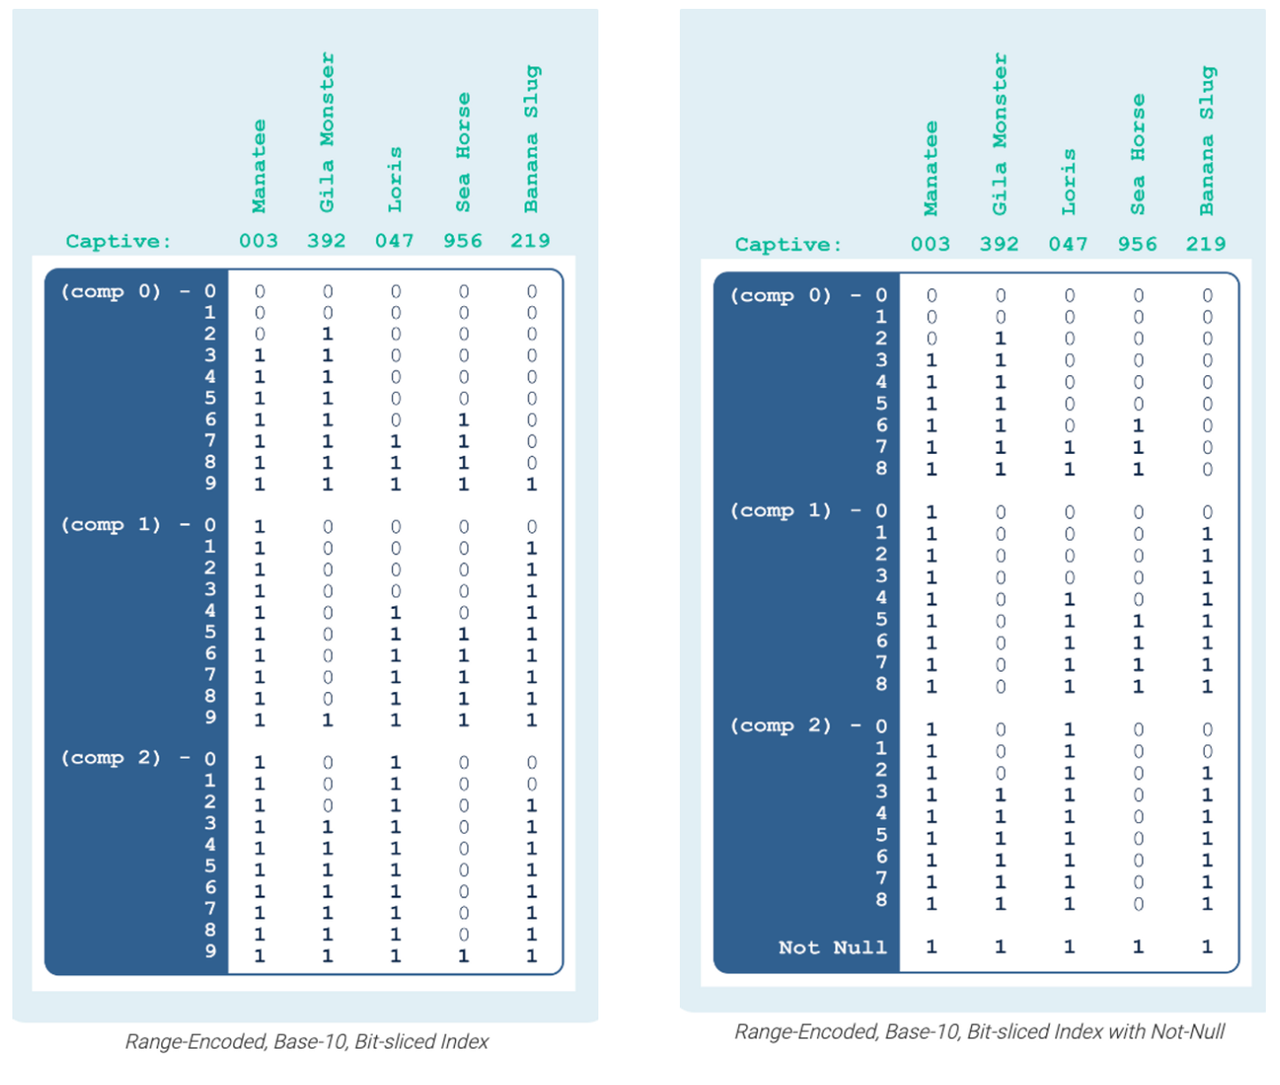 Manatee
Gila Monster
Loris
Sea Horse
Banana Slug
Captive: 003 392 047 956 219
(comp 0) - 0 0 0 0 0 0
1 0 0 0 0 0
2 0 1 0 0 0
3 1 1 0 0 0
4 1 1 0 0 0
5 1 1 0 0 0
6 1 1 0 1 0
7 1 1 1 1 0
8 1 1 1 1 0
9 1 1 1 1 1
(comp 1) - 0 1 0 0 0 0
1 1 0 0 0 1
2 1 0 0 0 1
3 1 0 0 0 1
4 1 0 1 0 1
5 1 0 1 1 1
6 1 0 1 1 1
7 1 0 1 1 1
8 1 0 1 1 1
9 1 1 1 1 1
(comp 2) - 0 1 0 1 0 0
1 1 0 1 0 0
2 1 0 1 0 1
3 1 1 1 0 1
4 1 1 1 0 1
5 1 1 1 0 1
6 1 1 1 0 1
7 1 1 1 0 1
8 1 1 1 0 1
9 1 1 1 1 1
Range-Encoded, Base-10, Bit-sliced Index
Manatee
Gila Monster
Loris
Sea Horse
Banana Slug
Captive: 003 392 047 956 219
(comp 0) - 0 0 0 0 0 0
1 0 0 0 0 0
2 0 1 0 0 0
3 1 1 0 0 0
4 1 1 0 0 0
5 1 1 0 0 0
6 1 1 0 1 0
7 1 1 1 1 0
8 1 1 1 1 0
(comp 1) - 0 1 0 0 0 0
1 1 0 0 0 1
2 1 0 0 0 1
3 1 0 0 0 1
4 1 0 1 0 1
5 1 0 1 1 1
6 1 0 1 1 1
7 1 0 1 1 1
8 1 0 1 1 1
(comp 2) - 0 1 0 1 0 0
1 1 0 1 0 0
2 1 0 1 0 1
3 1 1 1 0 1
4 1 1 1 0 1
5 1 1 1 0 1
6 1 1 1 0 1
7 1 1 1 0 1
8 1 1 1 0 1
Not Null 1 1 1 1 1
Range-Encoded, Base-10, Bit-sliced Index with Not-Null